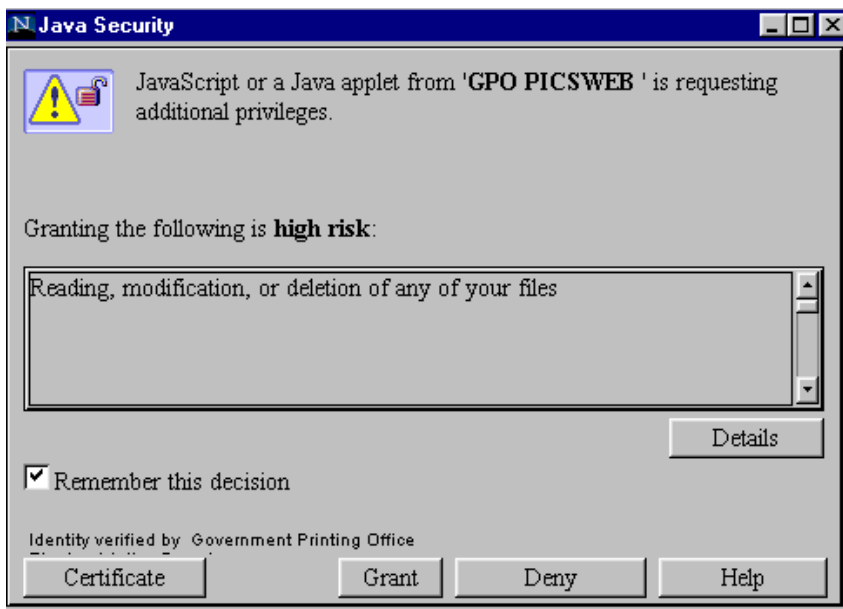 N Java Security
JavaScript or a Java applet from 'GPO PICSWEB ' is requesting
additional privileges.
Granting the following is high risk:
Reading, modification, or deletion of any of your files
Details
Remember this decision
Identity verified by Government Printing Office
Certificate
Grant
Deny
Help